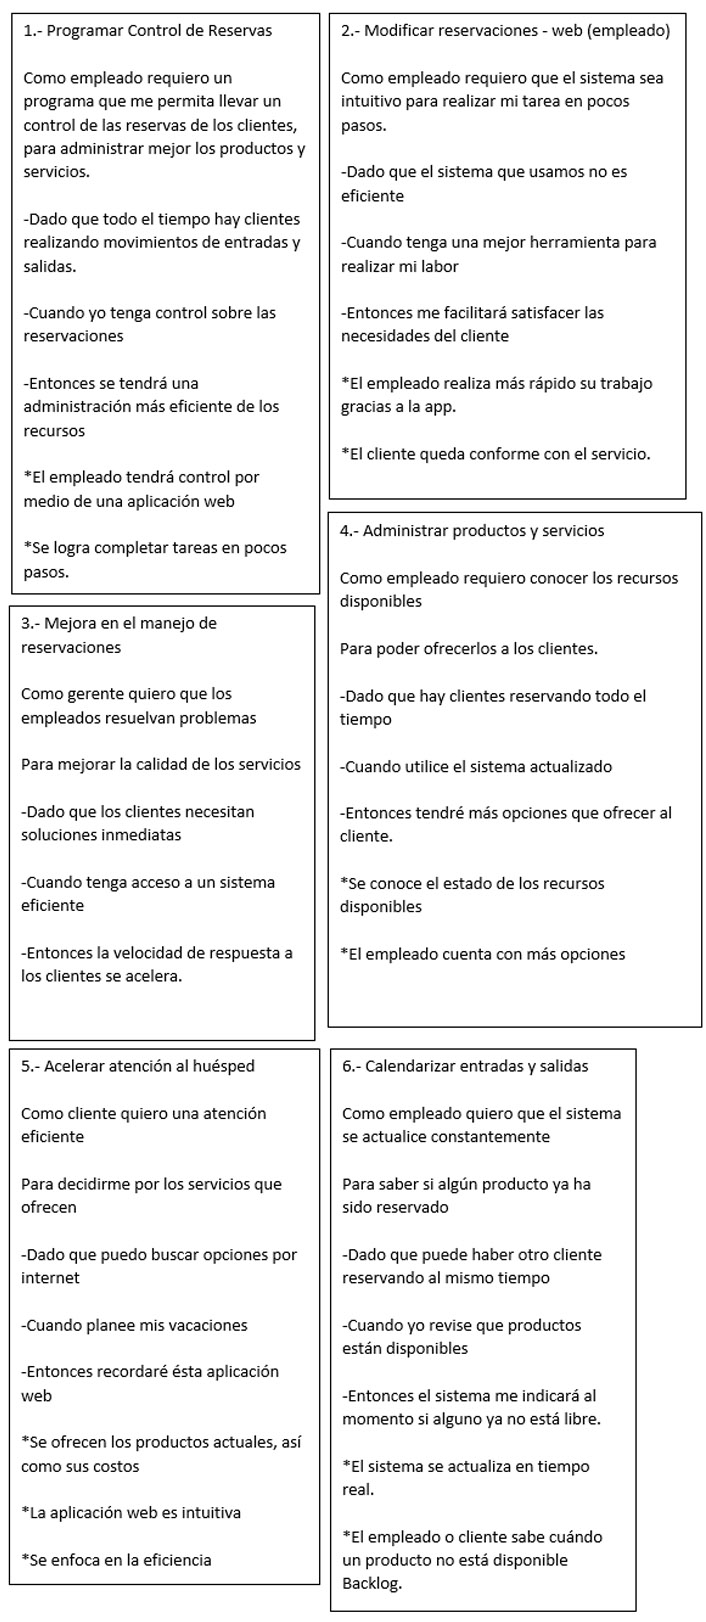 1.- Programar Control de Reservas
Como empleado requiero un
programa que me permita llevar un
control de las reservas de los clientes,
para administrar mejor los productos y
servicios.
-Dado que todo el tiempo hay clientes
realizando movimientos de entradas y
salidas.
-Cuando yo tenga control sobre las
reservaciones
-Entonces se tendrá una
administración más eficiente de los
recursos
*El empleado tendrá control por
medio de una aplicación web
*Se logra completar tareas en pocos
pasos.
2.- Modificar reservaciones - web (empleado)
Como empleado requiero que el sistema sea
intuitivo para realizar mi tarea en pocos
pasos.
-Dado que el sistema que usamos no es
eficiente
-Cuando tenga una mejor herramienta para
realizar mi labor
-Entonces me facilitará satisfacer las
necesidades del cliente
*El empleado realiza más rápido su trabajo
gracias a la app.
*El cliente queda conforme con el servicio.
3.- Mejora en el manejo de
reservaciones
Como gerente quiero que los
empleados resuelvan problemas
Para mejorar la calidad de los servicios
-Dado que los clientes necesitan
soluciones inmediatas
-Cuando tenga acceso a un sistema
eficiente
-Entonces la velocidad de respuesta a
los clientes se acelera.
4.- Administrar productos y servicios
Como empleado requiero conocer los recursos
disponibles
Para poder ofrecerlos a los clientes.
-Dado que hay clientes reservando todo el
tiempo
-Cuando utilice el sistema actualizado
-Entonces tendré más opciones que ofrecer al
cliente.
*Se conoce el estado de los recursos
disponibles
*El empleado cuenta con más opciones
5.- Acelerar atención al huésped
Como cliente quiero una atención
eficiente
Para decidirme por los servicios que
ofrecen
-Dado que puedo buscar opciones por
internet
-Cuando planee mis vacaciones
-Entonces recordaré ésta aplicación
web
*Se ofrecen los productos actuales, así
como sus costos
*La aplicación web es intuitiva
*Se enfoca en la eficiencia
6.- Calendarizar entradas y salidas
Como empleado quiero que el sistema
se actualice constantemente
Para saber si algún producto ya ha
sido reservado
-Dado que puede haber otro cliente
reservando al mismo tiempo
-Cuando yo revise que productos
están disponibles
-Entonces el sistema me indicará al
momento si alguno ya no está libre.
*El sistema se actualiza en tiempo
real.
*El empleado o cliente sabe cuándo
un producto no está disponible
Backlog.